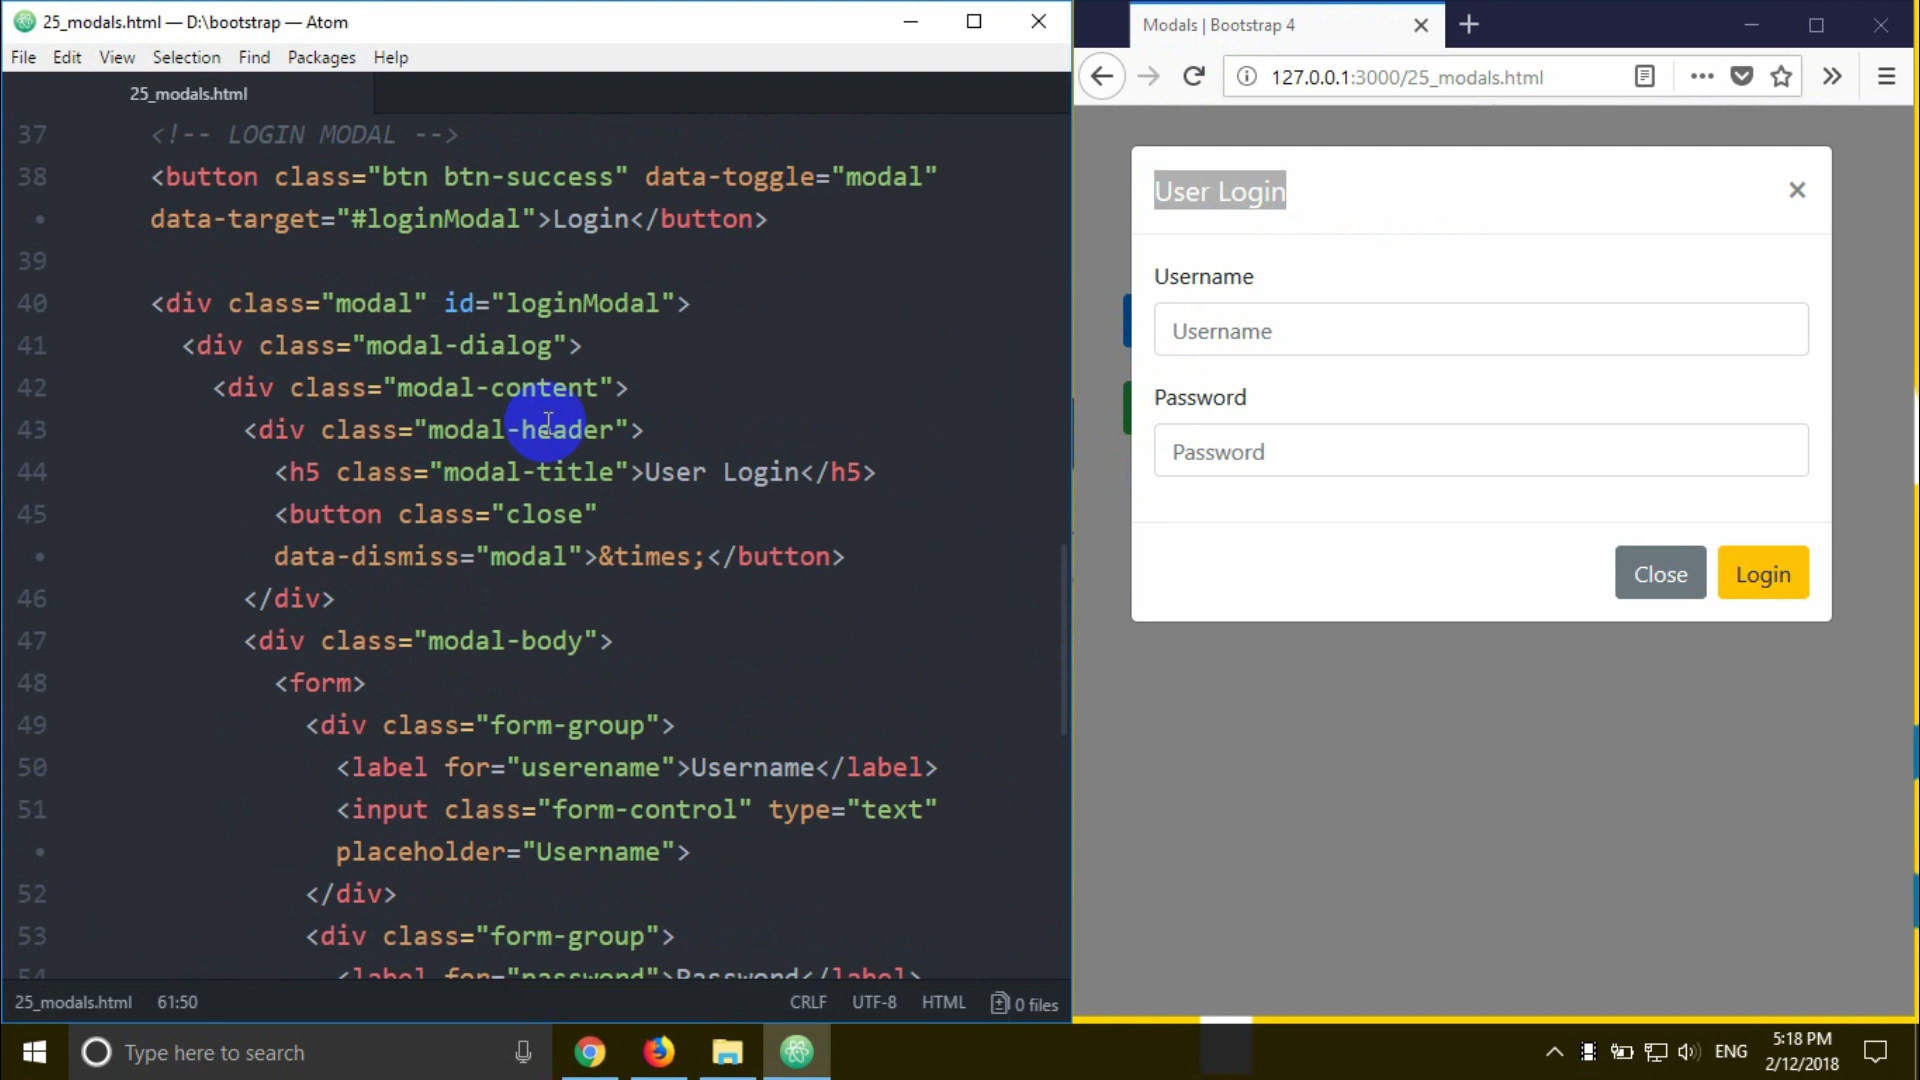 25_modals.html — D:\bootstrap — Atom
File Edit View Selection Find Packages Help
25_modals.html
37 <!-- LOGIN MODAL -->
38 <button class="btn btn-success" data-toggle="modal"
• data-target="#loginModal">Login</button>
39
40 <div class="modal" id="loginModal">
41 <div class="modal-dialog">
42 <div class="modal-content">
43 <div class="modal-header">
44 <h5 class="modal-title">User Login</h5>
45 <button class="close"
• data-dismiss="modal">&times;</button>
46 </div>
47 <div class="modal-body">
48 <form>
49 <div class="form-group">
50 <label for="userename">Username</label>
51 <input class="form-control" type="text"
• placeholder="Username">
52 </div>
53 <div class="form-group">
54 <label for="password">Password</label>
25_modals.html 61:50 CRLF UTF-8 HTML 0 files
Modals | Bootstrap 4
127.0.0.1:3000/25_modals.html
User Login ×
Username
Username
Password
Password
Close Login
Type here to search
ENG
5:18 PM
2/12/2018